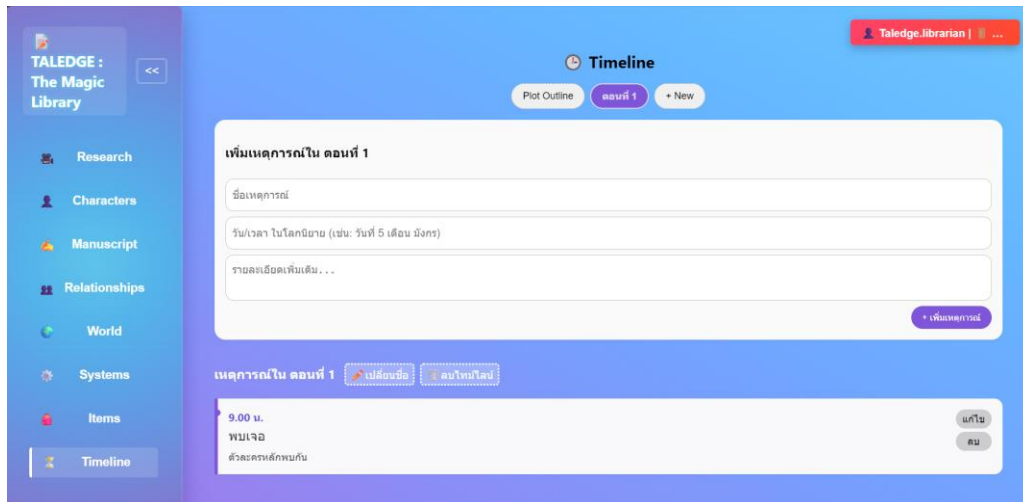 TALEDGE :
The Magic
Library
<<
Research
Characters
Manuscript
Relationships
World
Systems
Items
Timeline
Taledge.librarian | ...
Timeline
Plot Outline ตอนที่ 1 + New
เพิ่มเหตุการณ์ใน ตอนที่ 1
ชื่อเหตุการณ์
วัน/เวลา ในโลกนิยาย (เช่น: วันที่ 5 เดือน มังกร)
รายละเอียดเพิ่มเติม...
+ เพิ่มเหตุการณ์
เหตุการณ์ใน ตอนที่ 1 เปลี่ยนชื่อ ลบไทม์ไลน์
9.00 น. แก้ไข
พบเจอ ลบ
ตัวละครหลักพบกัน